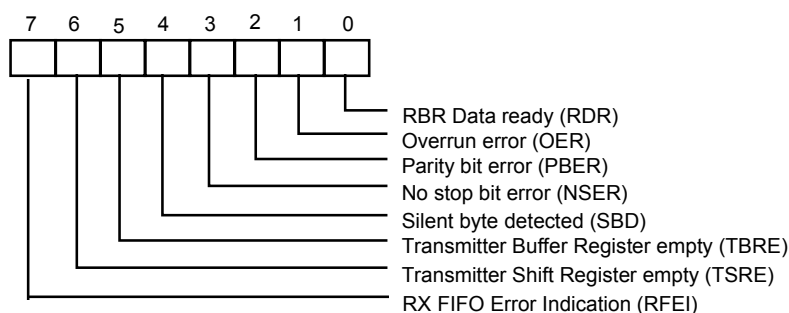 7 6 5 4 3 2 1 0
RBR Data ready (RDR)
Overrun error (OER)
Parity bit error (PBER)
No stop bit error (NSER)
Silent byte detected (SBD)
Transmitter Buffer Register empty (TBRE)
Transmitter Shift Register empty (TSRE)
RX FIFO Error Indication (RFEI)